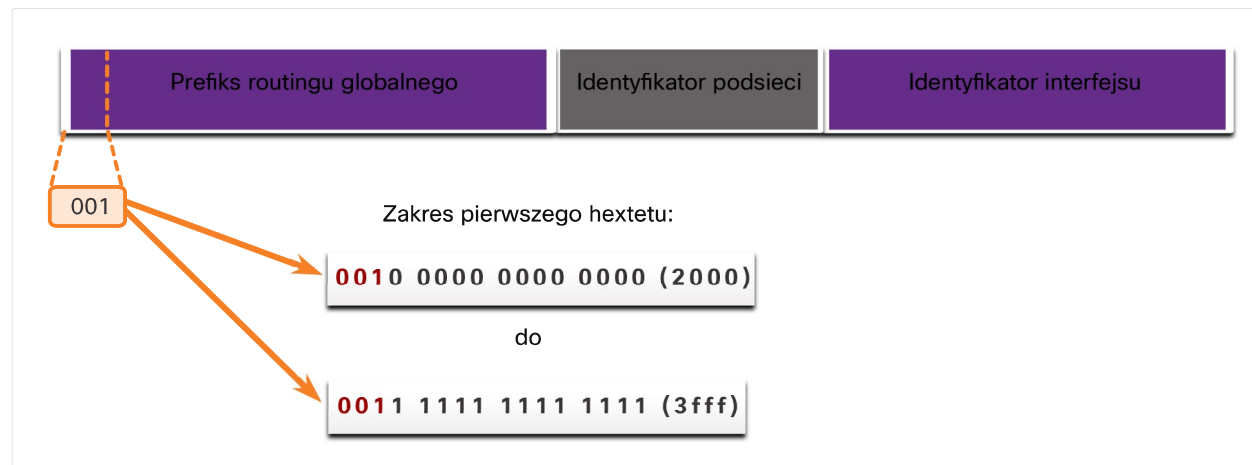 Prefiks routingu globalnego
Identyfikator podsieci
Identyfikator interfejsu
001
Zakres pierwszego hextetu:
0010 0000 0000 0000 (2000)
do
0011 1111 1111 1111 (3fff)